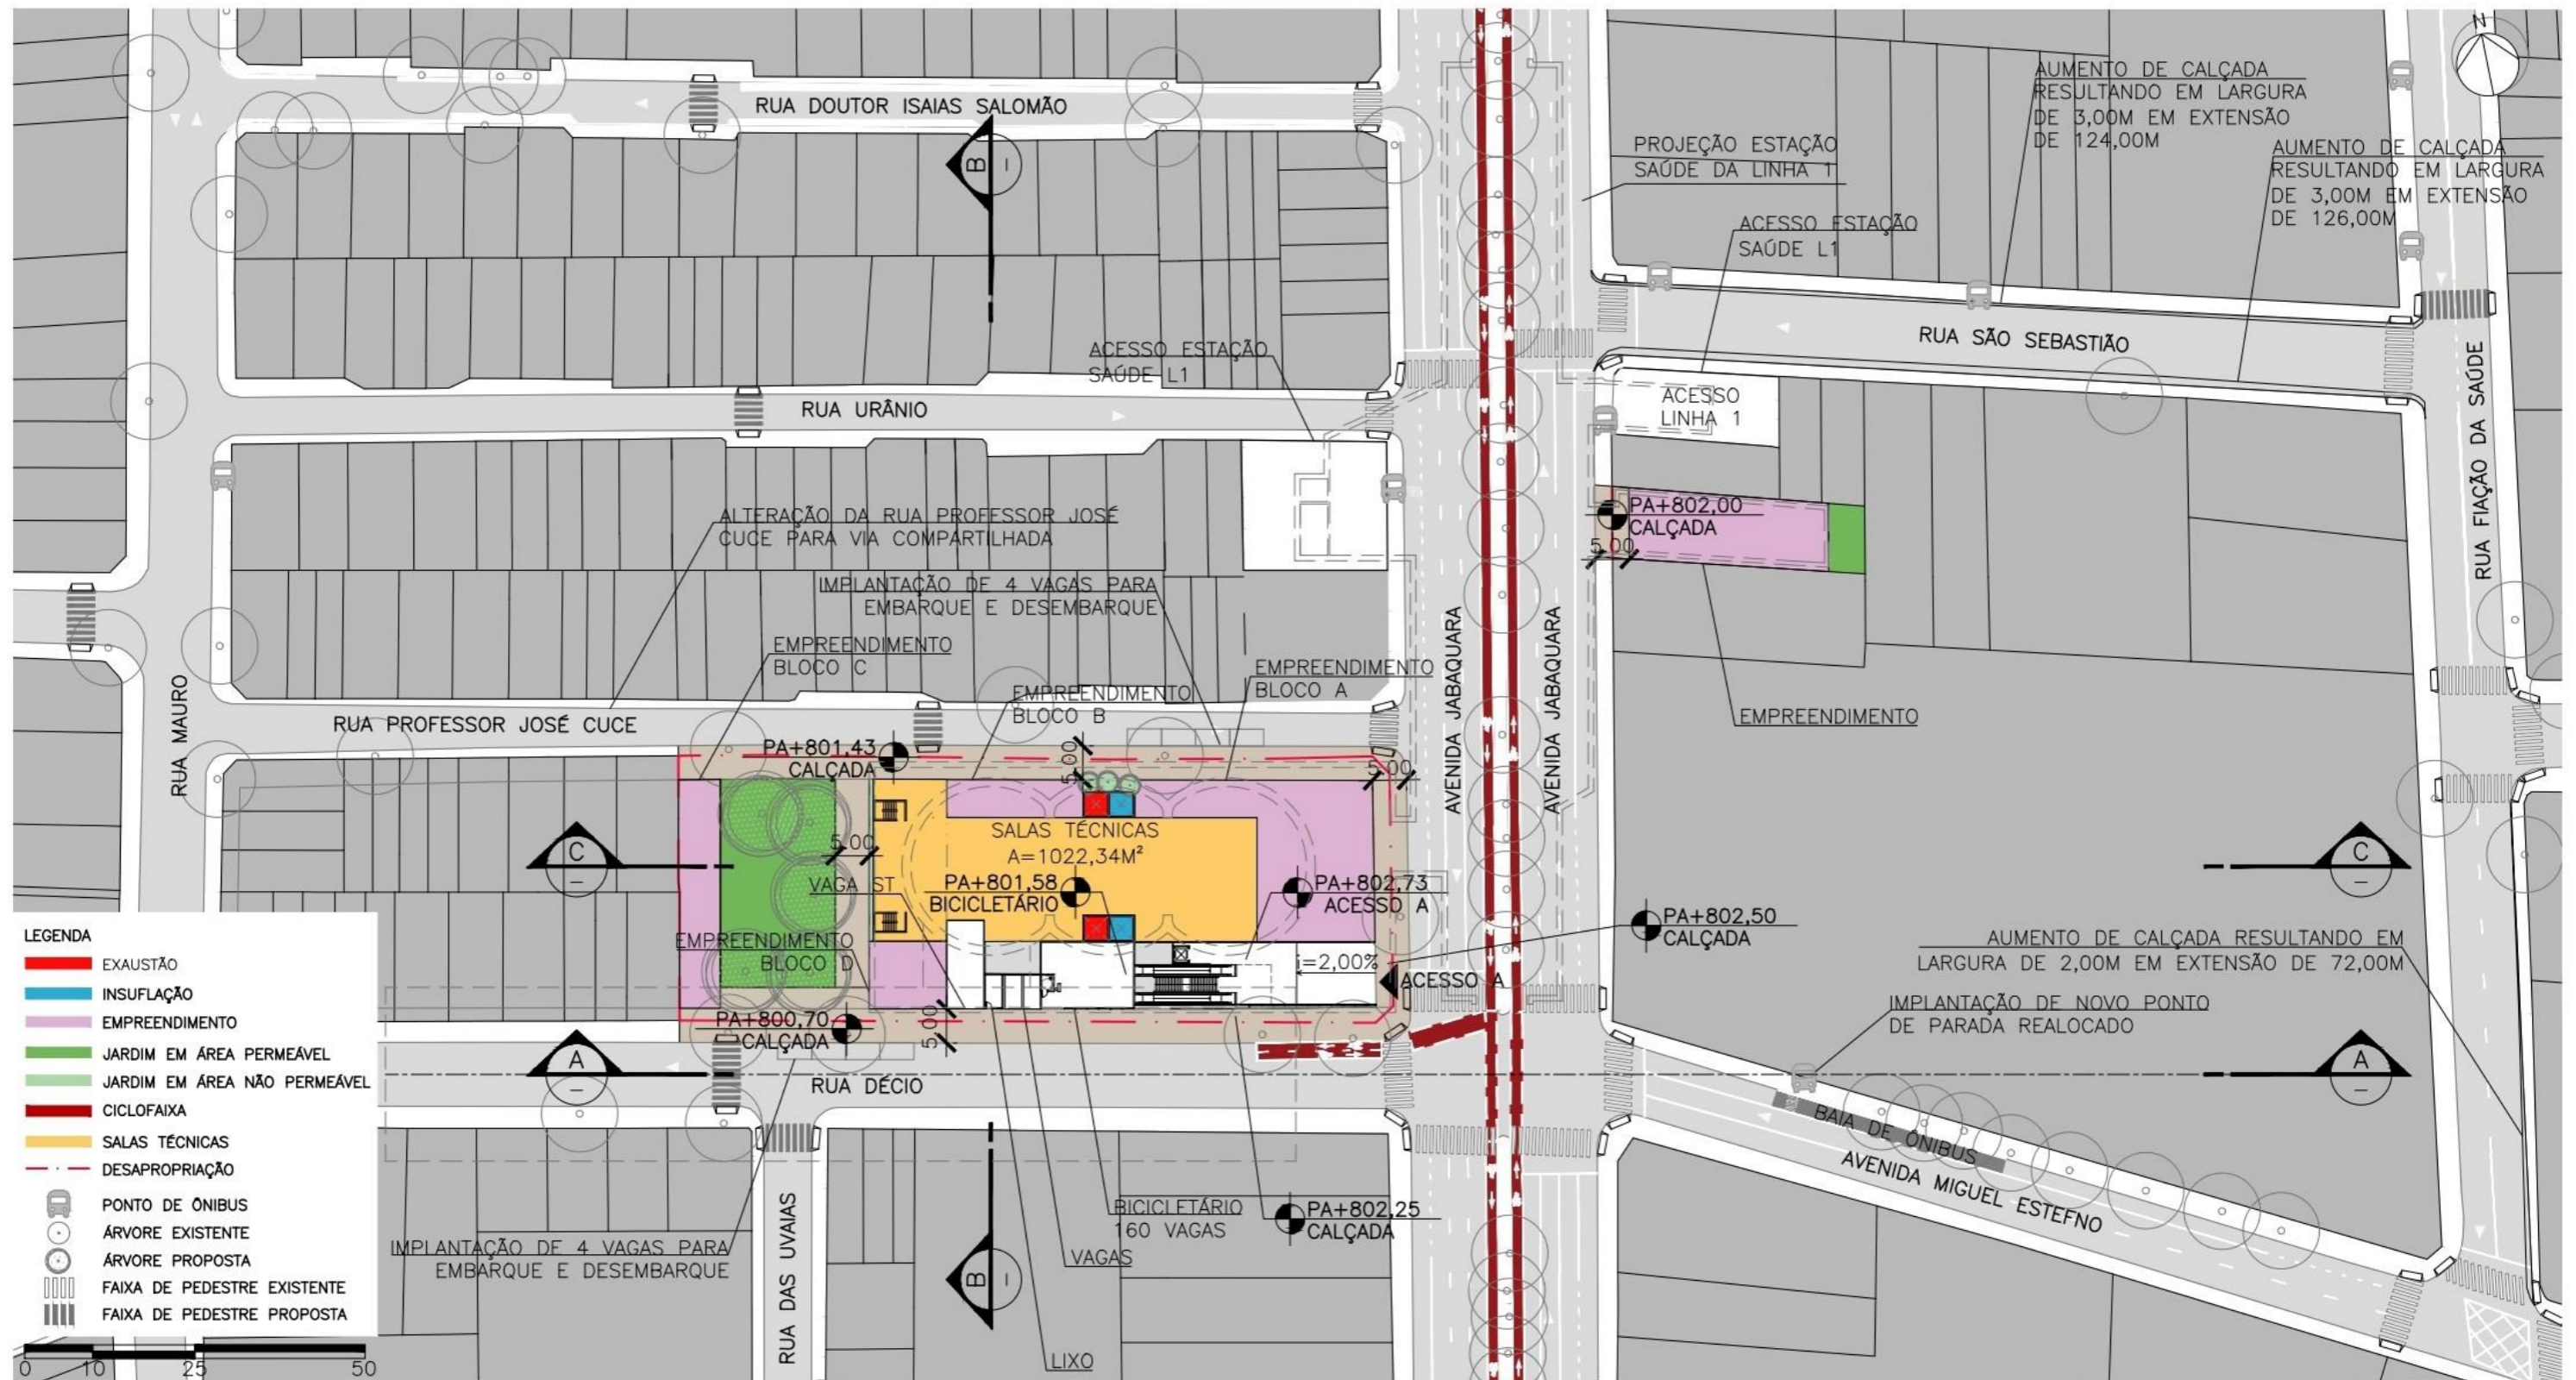 N
AUMENTO DE CALÇADA
RESULTANDO EM LARGURA
DE 3,00M EM EXTENSÃO
DE 124,00M
RUA DOUTOR ISAIAS SALOMÃO
PROJEÇÃO ESTAÇÃO
SAÚDE DA LINHA 1
AUMENTO DE CALÇADA
RESULTANDO EM LARGURA
DE 3,00M EM EXTENSÃO
DE 126,00M
B
ACESSO ESTAÇÃO
SAÚDE L1
RUA SÃO SEBASTIÃO
ACESSO ESTAÇÃO
SAÚDE L1
RUA FIAÇÃO DA SAÚDE
RUA URÂNIO
ACESSO
LINHA 1
PA+802,00
CALÇADA
5,00
ALTERAÇÃO DA RUA PROFESSOR JOSÉ
CUCE PARA VIA COMPARTILHADA
IMPLANTAÇÃO DE 4 VAGAS PARA
EMBARQUE E DESEMBARQUE
AVENIDA JABAQUARA
AVENIDA JABAQUARA
EMPREENDIMENTO
BLOCO C
EMPREENDIMENTO
BLOCO A
EMPREENDIMENTO
BLOCO B
EMPREENDIMENTO
RUA MAURO
RUA PROFESSOR JOSÉ CUCE
PA+801,43
CALÇADA
5,00
5,00
SALAS TÉCNICAS
A=1022,34M²
5,00
C
C
VAGA ST
PA+801,58
BICICLETÁRIO
PA+802,73
ACESSO A
PA+802,50
CALÇADA
EMPREENDIMENTO
BLOCO D
i=2,00%
ACESSO A
AUMENTO DE CALÇADA RESULTANDO EM
LARGURA DE 2,00M EM EXTENSÃO DE 72,00M
IMPLANTAÇÃO DE NOVO PONTO
DE PARADA REALOCADO
PA+800,70
CALÇADA
5,00
A
A
RUA DÉCIO
BAIA DE ÔNIBUS
AVENIDA MIGUEL ESTEFNO
RUA DAS UVAIAS
BICICLETÁRIO
160 VAGAS
PA+802,25
CALÇADA
IMPLANTAÇÃO DE 4 VAGAS PARA
EMBARQUE E DESEMBARQUE
VAGAS
B
LIXO
LEGENDA
EXAUSTÃO
INSUFLAÇÃO
EMPREENDIMENTO
JARDIM EM ÁREA PERMEÁVEL
JARDIM EM ÁREA NÃO PERMEÁVEL
CICLOFAIXA
SALAS TÉCNICAS
DESAPROPRIAÇÃO
PONTO DE ÔNIBUS
ÁRVORE EXISTENTE
ÁRVORE PROPOSTA
FAIXA DE PEDESTRE EXISTENTE
FAIXA DE PEDESTRE PROPOSTA
0 10 25 50